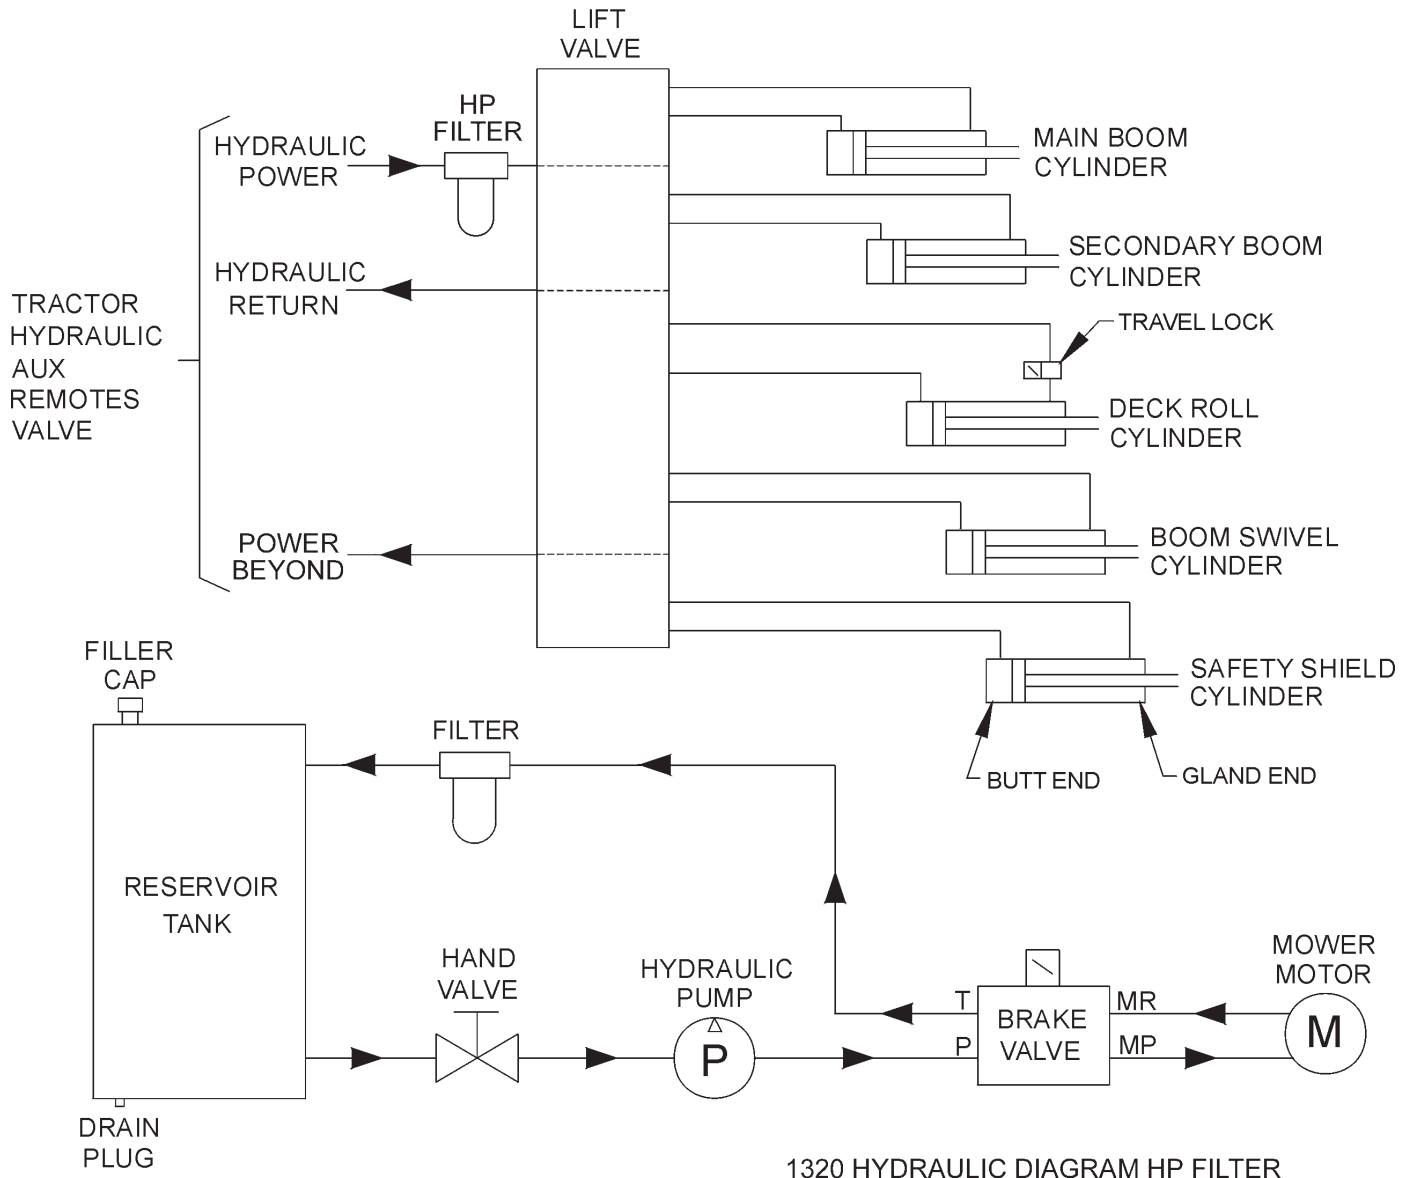 LIFT
VALVE
HP
FILTER
HYDRAULIC
POWER
MAIN BOOM
CYLINDER
SECONDARY BOOM
CYLINDER
HYDRAULIC
RETURN
TRACTOR
HYDRAULIC
AUX
REMOTES
VALVE
TRAVEL LOCK
DECK ROLL
CYLINDER
POWER
BEYOND
BOOM SWIVEL
CYLINDER
SAFETY SHIELD
CYLINDER
BUTT END
GLAND END
FILLER
CAP
FILTER
RESERVOIR
TANK
HAND
VALVE
HYDRAULIC
PUMP
P
T
P
BRAKE
VALVE
MR
MP
MOWER
MOTOR
M
DRAIN
PLUG
1320 HYDRAULIC DIAGRAM HP FILTER